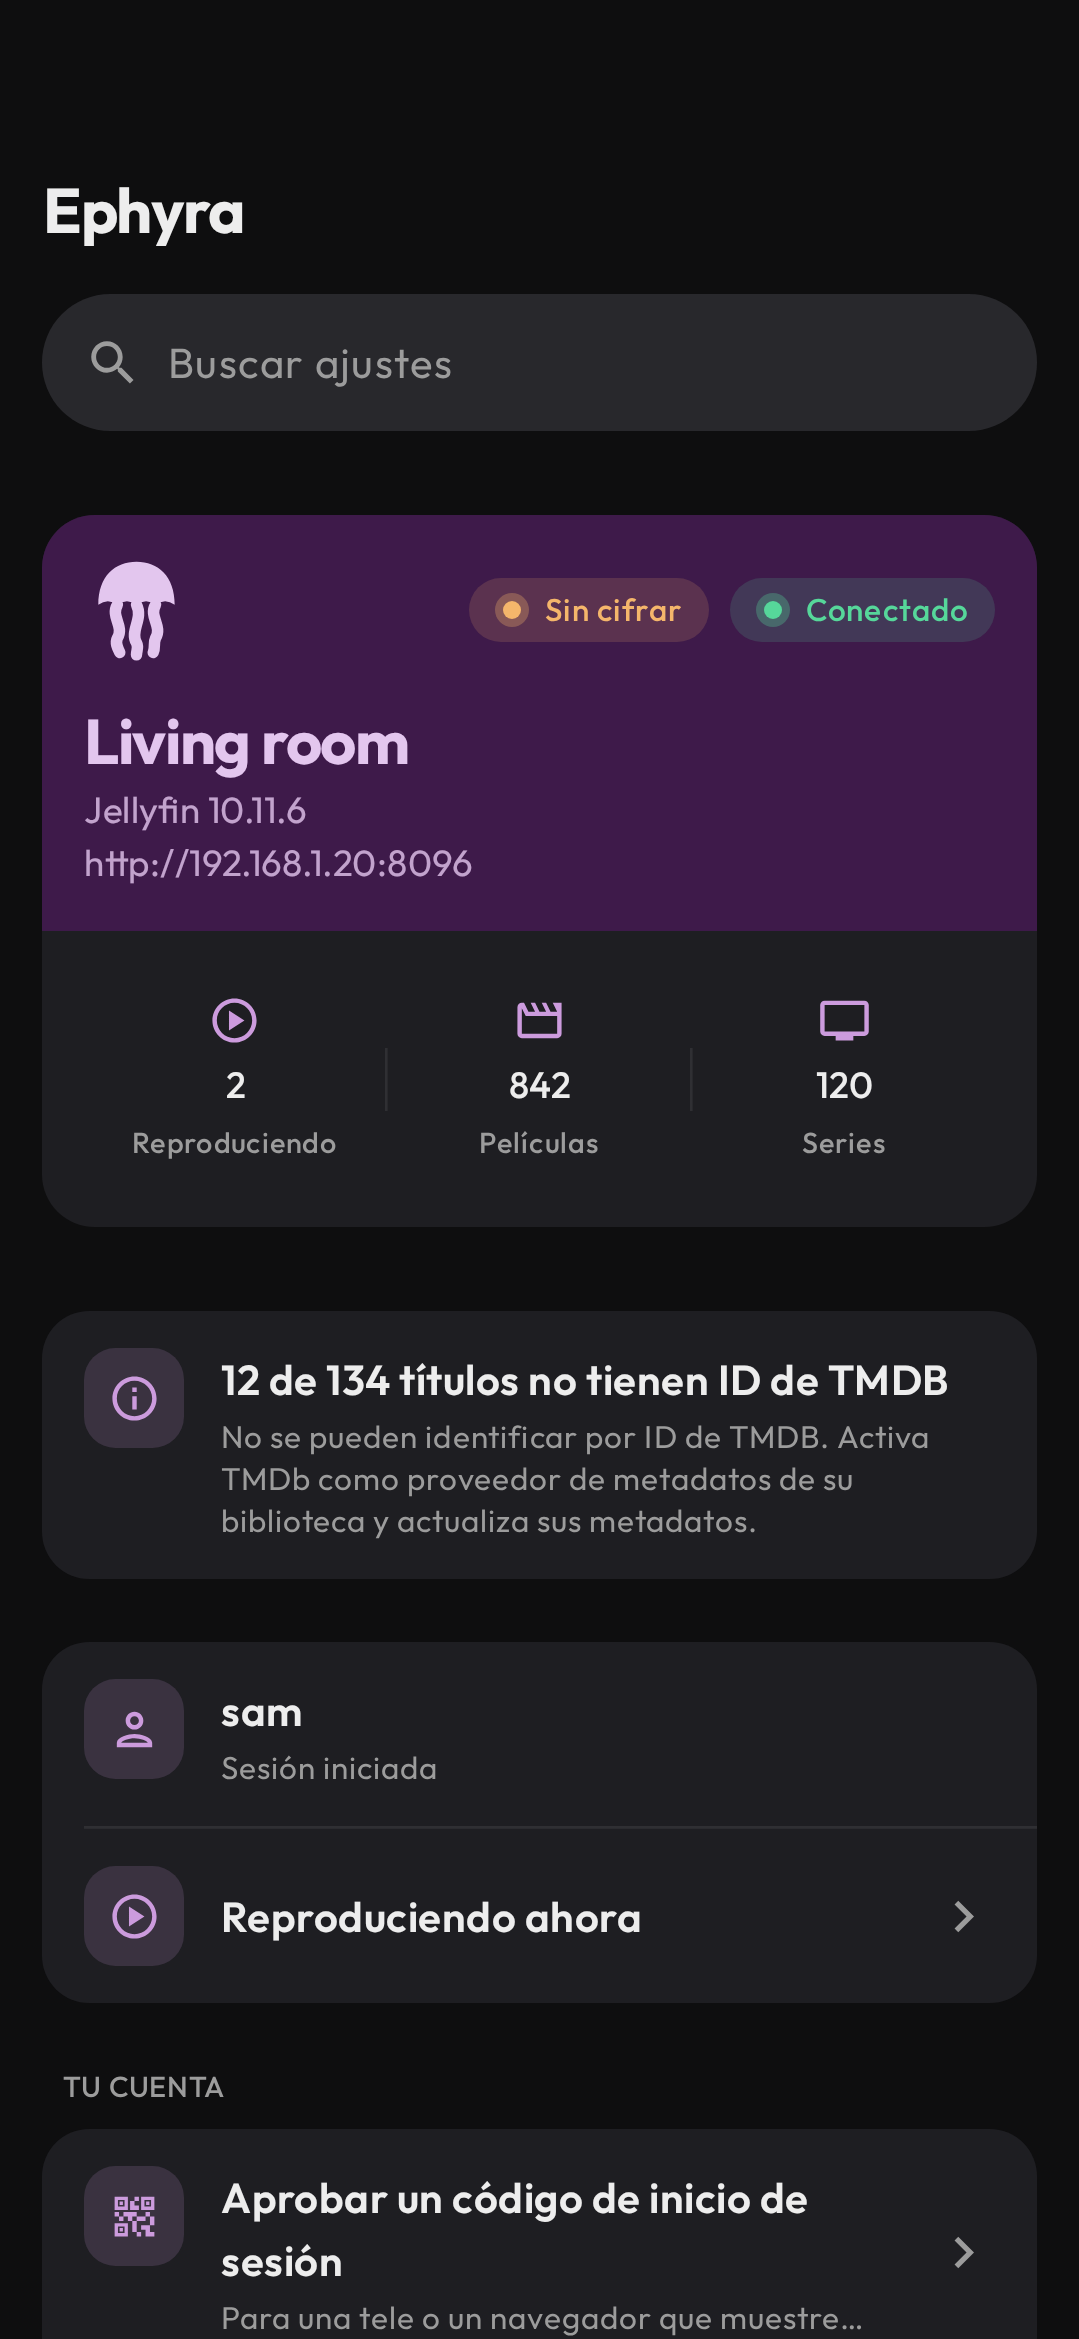 Ephyra
Buscar ajustes
Sin cifrar
Conectado
Living room
Jellyfin 10.11.6
http://192.168.1.20:8096
2
842
120
Reproduciendo
Películas
Series
12 de 134 títulos no tienen ID de TMDB
No se pueden identificar por ID de TMDB. Activa
TMDb como proveedor de metadatos de su
biblioteca y actualiza sus metadatos.
sam
Sesión iniciada
Reproduciendo ahora
TU CUENTA
Aprobar un código de inicio de
sesión
Para una tele o un navegador que muestre…